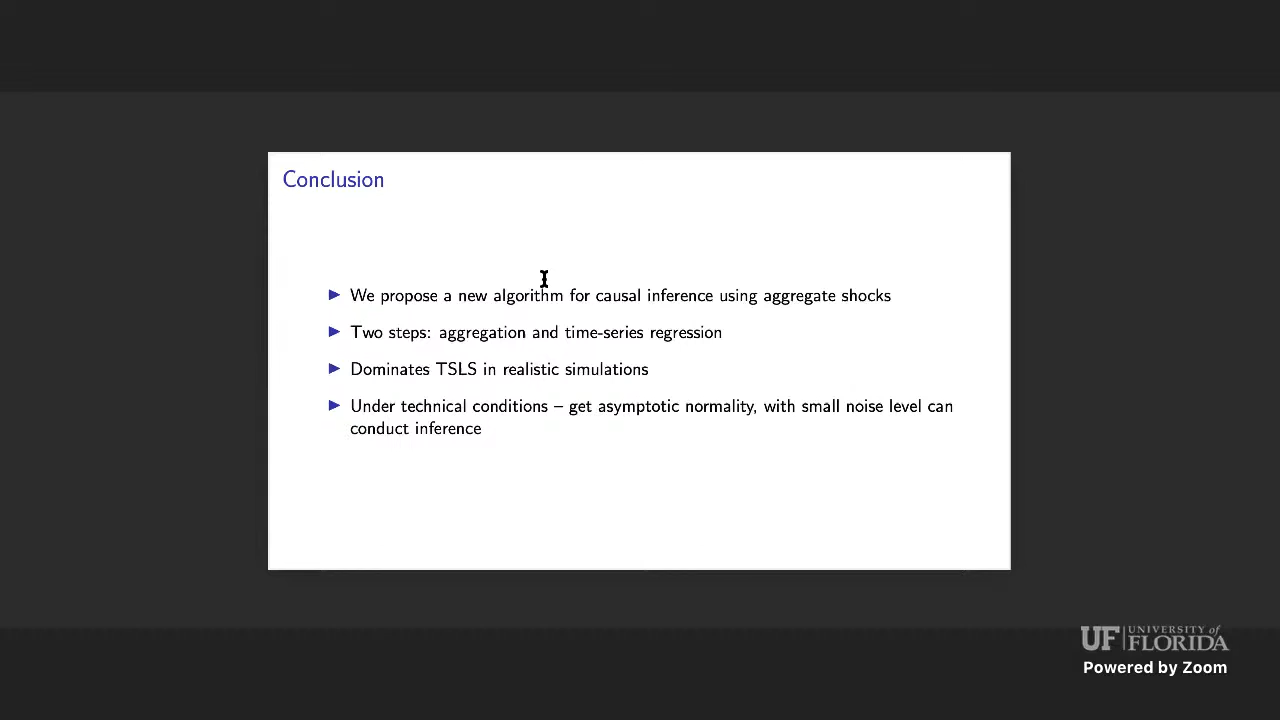 Conclusion
▶ We propose a new algorithm for causal inference using aggregate shocks
▶ Two steps: aggregation and time-series regression
▶ Dominates TSLS in realistic simulations
▶ Under technical conditions – get asymptotic normality, with small noise level can
conduct inference
UF UNIVERSITY of
FLORIDA
Powered by Zoom